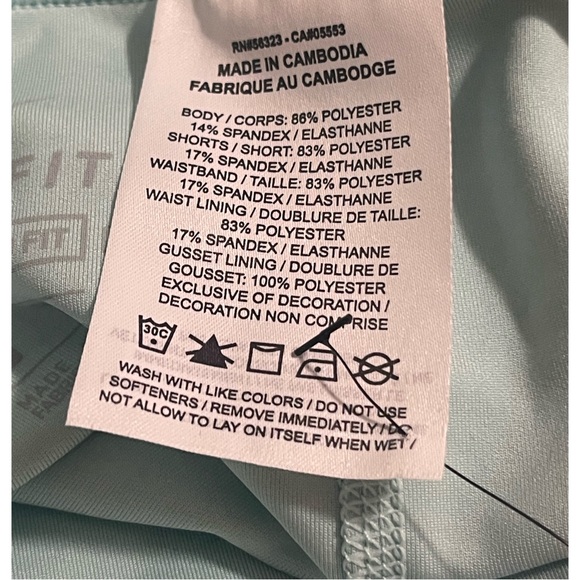 RN#56323 - CA#05553
MADE IN CAMBODIA
FABRIQUE AU CAMBODGE
BODY / CORPS: 86% POLYESTER
14% SPANDEX / ELASTHANNE
SHORTS / SHORT: 83% POLYESTER
17% SPANDEX / ELASTHANNE
WAISTBAND / TAILLE: 83% POLYESTER
17% SPANDEX / ELASTHANNE
WAIST LINING / DOUBLURE DE TAILLE:
83% POLYESTER
17% SPANDEX / ELASTHANNE
GUSSET LINING / DOUBLURE DE
GOUSSET: 100% POLYESTER
EXCLUSIVE OF DECORATION /
DECORATION NON COMPRISE
30C
WASH WITH LIKE COLORS / DO NOT USE
SOFTENERS / REMOVE IMMEDIATELY / DO
NOT ALLOW TO LAY ON ITSELF WHEN WET /
FIT
FIT
MADE
FABR